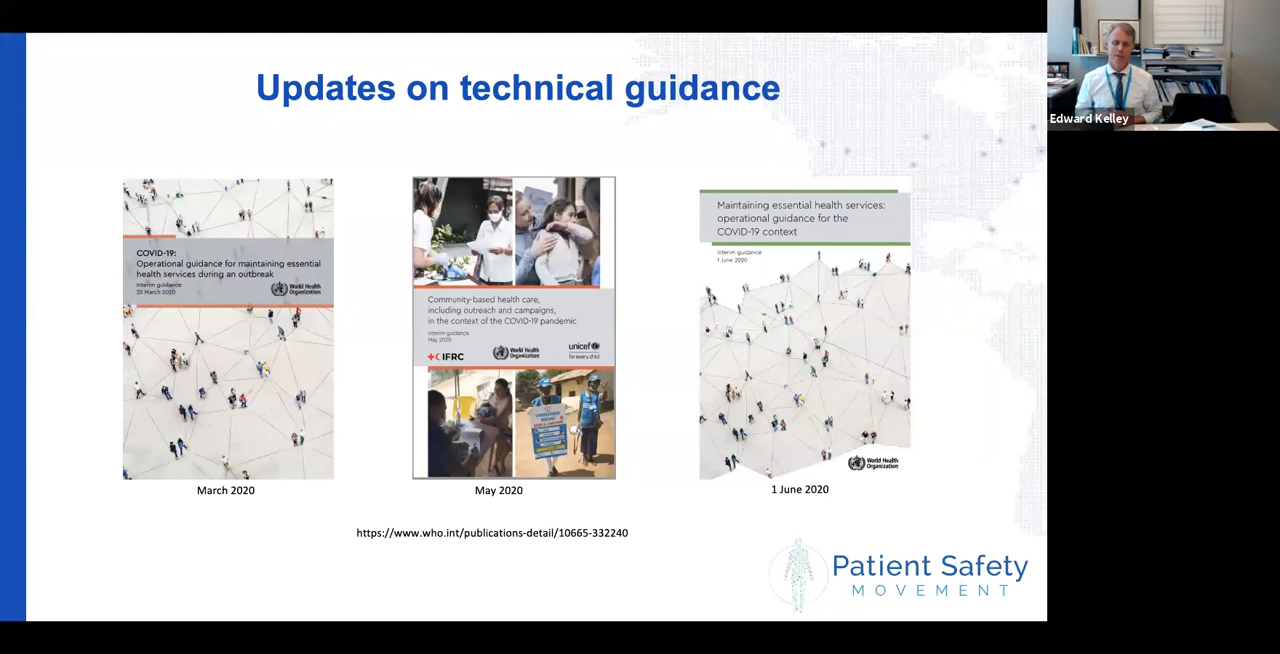 Updates on technical guidance
Edward Kelley
COVID-19:
Operational guidance for maintaining essential
health services during an outbreak
Interim guidance
25 March 2020
World Health
Organization
Community-based health care,
including outreach and campaigns,
in the context of the COVID-19 pandemic
Interim guidance
May 2020
IFRC
World Health
Organization
unicef
for every child
Maintaining essential health services:
operational guidance for the
COVID-19 context
Interim guidance
1 June 2020
World Health
Organization
March 2020
May 2020
1 June 2020
https://www.who.int/publications-detail/10665-332240
Patient Safety
MOVEMENT